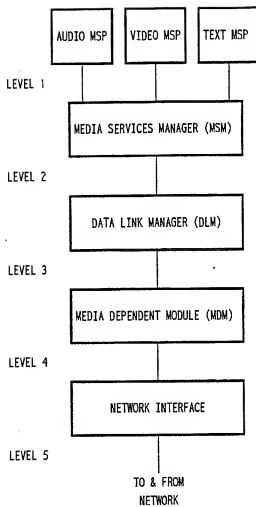 AUDIO MSP
VIDEO MSP
TEXT MSP
LEVEL 1
MEDIA SERVICES MANAGER (MSM)
LEVEL 2
DATA LINK MANAGER (DLM)
LEVEL 3
MEDIA DEPENDENT MODULE (MDM)
LEVEL 4
NETWORK INTERFACE
LEVEL 5
TO & FROM
NETWORK